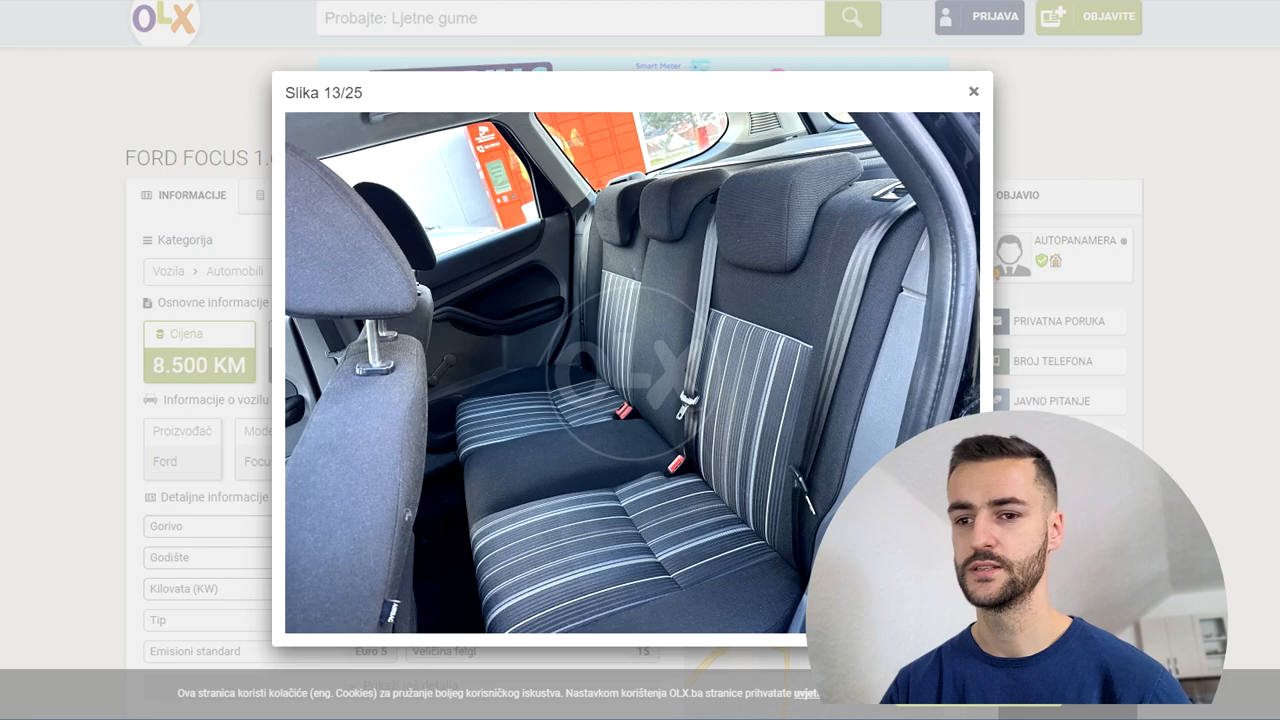 OLX
Probajte: Ljetne gume
PRIJAVA
OBJAVITE
Smart Meter
Slika 13/25
×
FORD FOCUS 1.
INFORMACIJE
OBJAVIO
Kategorija
AUTOPANAMERA
Vozila > Automobili
Osnovne informacije
Cijena
8.500 KM
PRIVATNA PORUKA
BROJ TELEFONA
Informacije o vozilu
JAVNO PITANJE
Proizvođač
Ford
Detaljne informacije
Gorivo
Godište
Kilovata (KW)
Tip
Emisioni standard Euro 5 Veličina felgi 15
OLX
Ova stranica koristi kolačiće (eng. Cookies) za pružanje boljeg korisničkog iskustva. Nastavkom korištenja OLX.ba stranice prihvatate uvjet